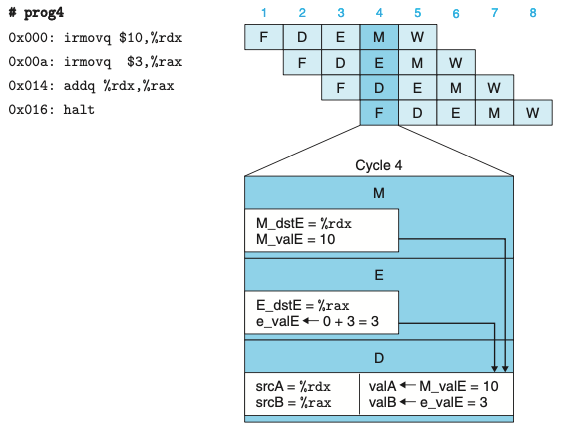 # prog4 1 2 3 4 5 6 7 8
0x000: irmovq $10,%rdx F D E M W
0x00a: irmovq  $3,%rax F D E M W
0x014: addq %rdx,%rax F D E M W
0x016: halt F D E M W
Cycle 4
M
M_dstE = %rdx
M_valE = 10
E
E_dstE = %rax
e_valE ← 0 + 3 = 3
D
srcA = %rdx valA ← M_valE = 10
srcB = %rax valB ← e_valE = 3